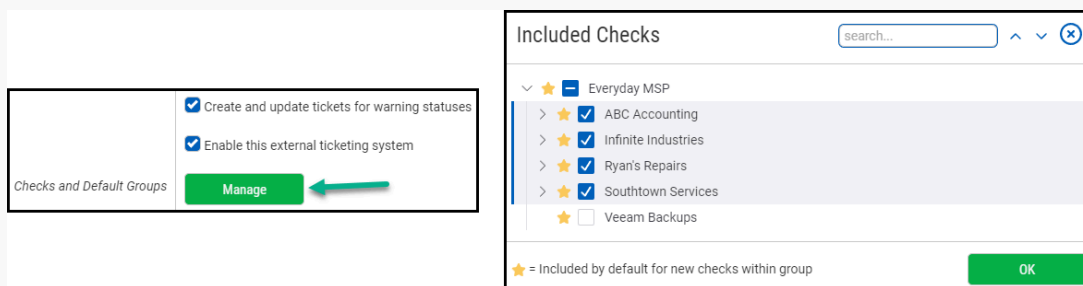 Create and update tickets for warning statuses
Enable this external ticketing system
Checks and Default Groups
Manage
Included Checks
search...
Everyday MSP
ABC Accounting
Infinite Industries
Ryan's Repairs
Southtown Services
Veeam Backups
= Included by default for new checks within group
OK